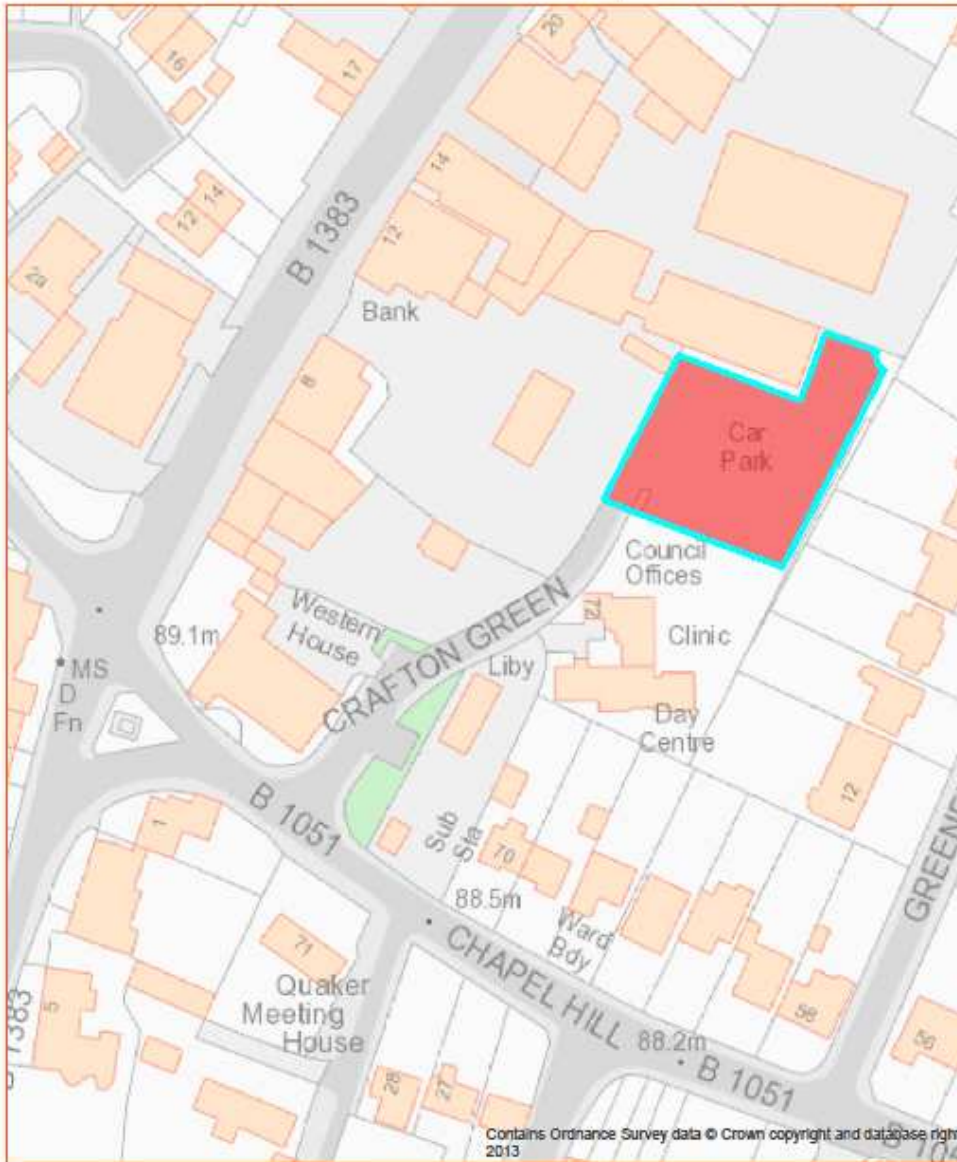 20
16
17
14
14
12
B 1383
12
2a
Bank
8
Car
Park
Council
Offices
72
Western
House
CRAFTON GREEN
Liby
Clinic
89.1m
MS
D
Fn
Day
Centre
12
B 1051
1
Sub
Sta
70
88.5m
Ward
Bdy
GREENF
71
CHAPEL HILL
58
Quaker
Meeting
House
88.2m
B 1051
56
5
1383
28
27
Contains Ordnance Survey data © Crown copyright and database righ
2013